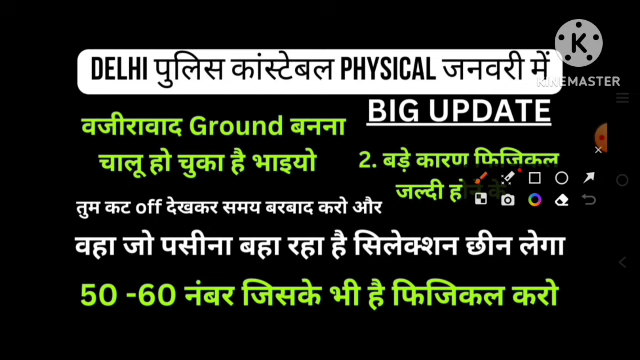 DELHI पुलिस कांस्टेबल PHYSICAL जनवरी में
KINEMASTER
BIG UPDATE
वजीरावाद Ground बनना
चालू हो चुका है भाइयो
2. बड़े कारण फिजिकल
जल्दी होने के
तुम कट off देखकर समय बरबाद करो और
वहा जो पसीना बहा रहा है सिलेक्शन छीन लेगा
50 -60 नंबर जिसके भी है फिजिकल करो